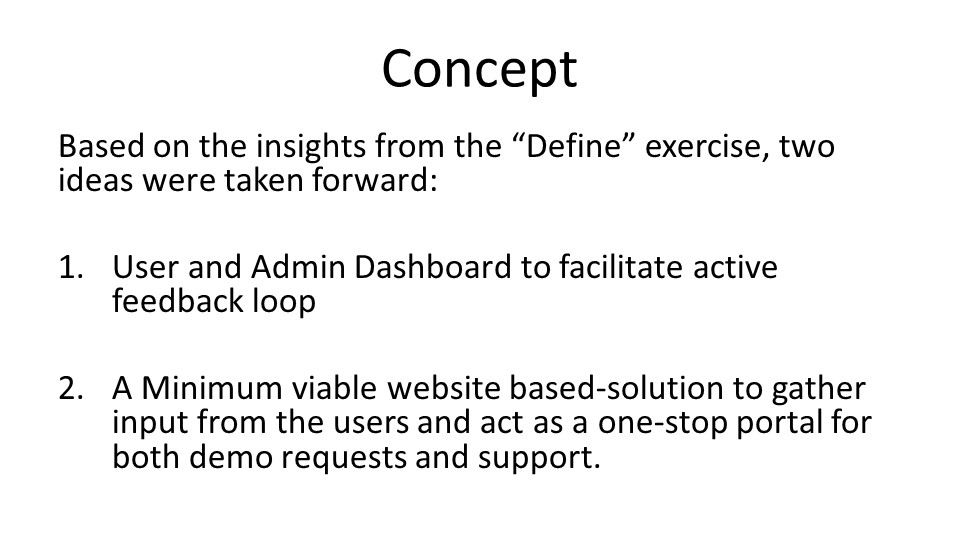 Concept
Based on the insights from the “Define” exercise, two
ideas were taken forward:
1. User and Admin Dashboard to facilitate active
feedback loop
2. A Minimum viable website based-solution to gather
input from the users and act as a one-stop portal for
both demo requests and support.